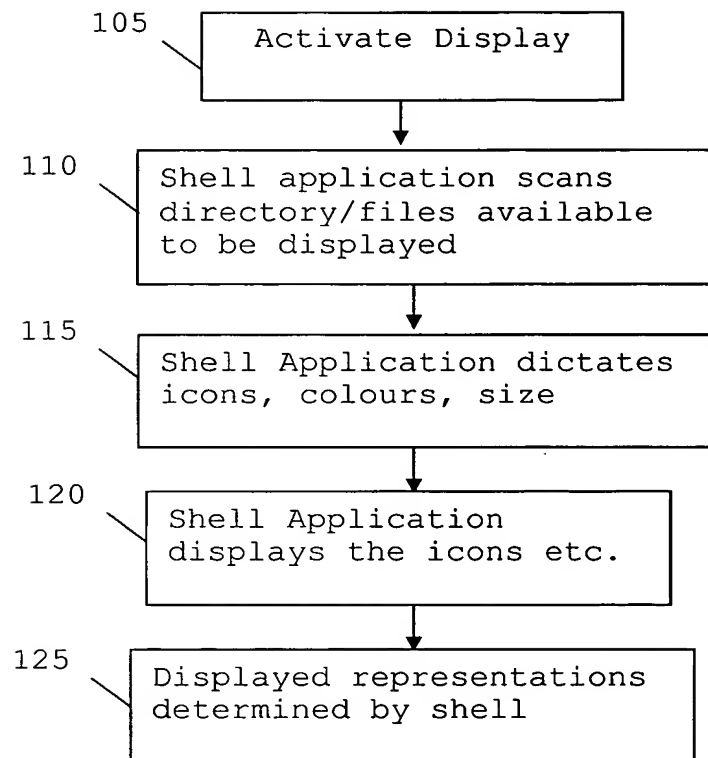 105
Activate Display
110
Shell application scans
directory/files available
to be displayed
115
Shell Application dictates
icons, colours, size
120
Shell Application
displays the icons etc.
125
Displayed representations
determined by shell